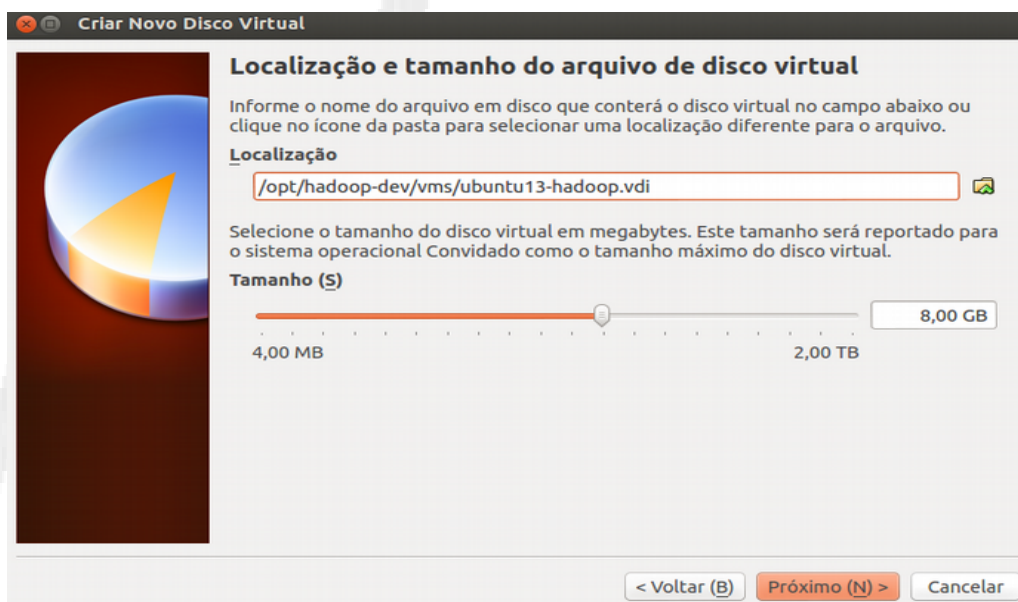 Criar Novo Disco Virtual
Localização e tamanho do arquivo de disco virtual
Informe o nome do arquivo em disco que conterá o disco virtual no campo abaixo ou
clique no ícone da pasta para selecionar uma localização diferente para o arquivo.
Localização
/opt/hadoop-dev/vms/ubuntu13-hadoop.vdi
Selecione o tamanho do disco virtual em megabytes. Este tamanho será reportado para
o sistema operacional Convidado como o tamanho máximo do disco virtual.
Tamanho (S)
8,00 GB
4,00 MB 2,00 TB
< Voltar (B) Próximo (N) > Cancelar